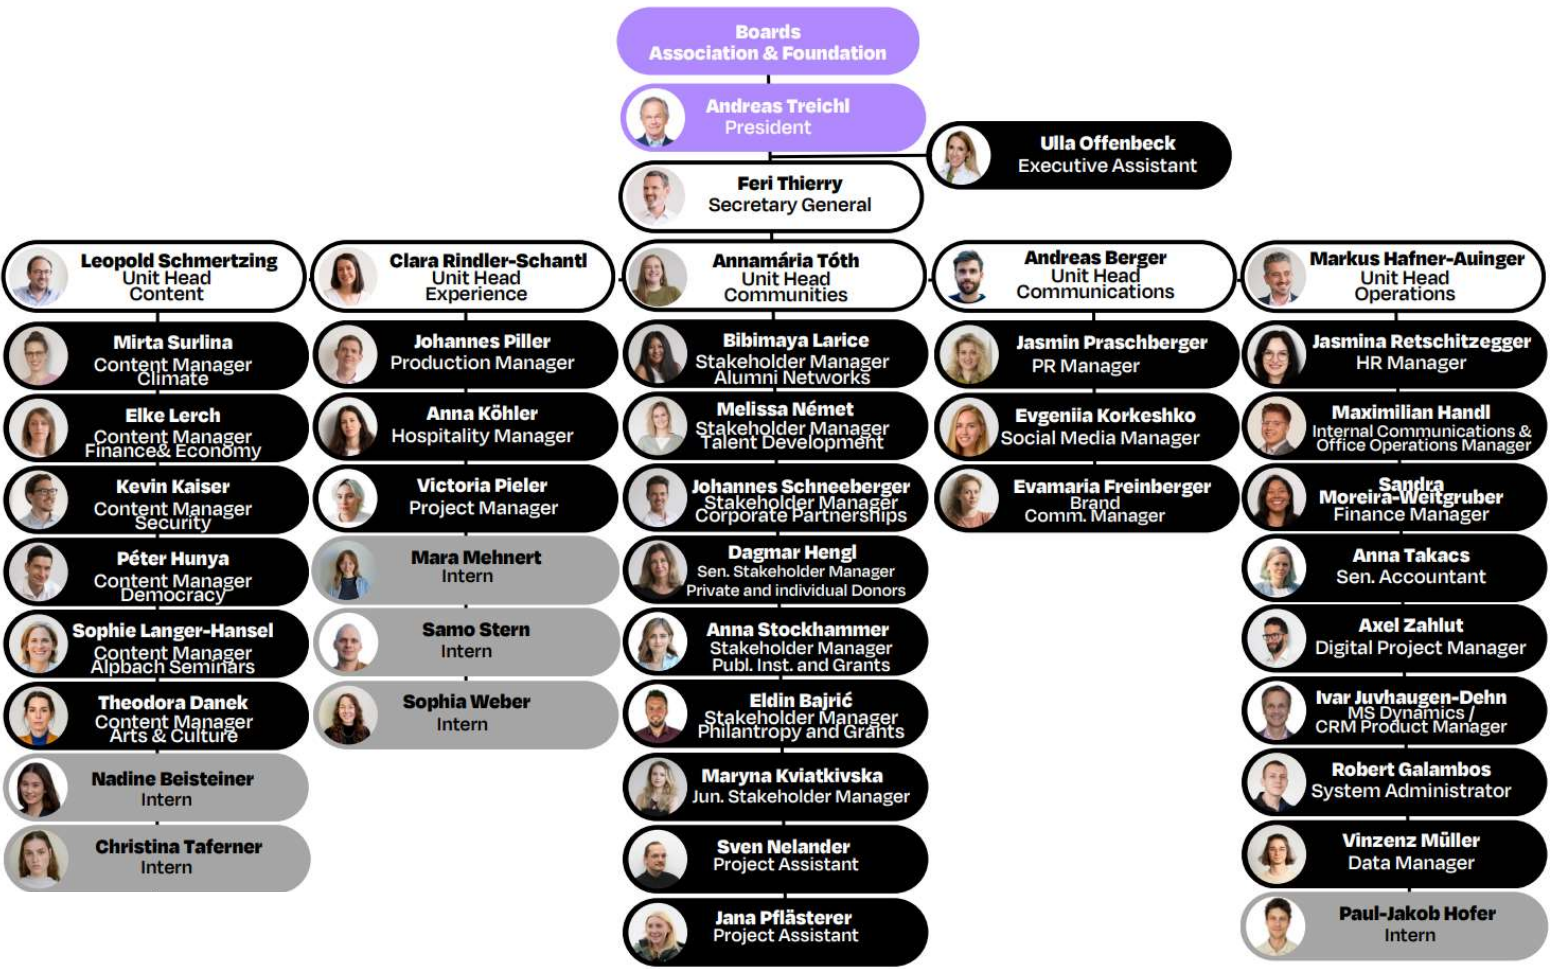 Boards
Association & Foundation
Andreas Treichl
President
Ulla Offenbeck
Executive Assistant
Feri Thierry
Secretary General
Leopold Schmertzing
Unit Head
Content
Mirta Surlina
Content Manager
Climate
Elke Lerch
Content Manager
Finance& Economy
Kevin Kaiser
Content Manager
Security
Péter Hunya
Content Manager
Democracy
Sophie Langer-Hansel
Content Manager
Alpbach Seminars
Theodora Danek
Content Manager
Arts & Culture
Nadine Beisteiner
Intern
Christina Taferner
Intern
Clara Rindler-Schantl
Unit Head
Experience
Johannes Piller
Production Manager
Anna Köhler
Hospitality Manager
Victoria Pieler
Project Manager
Mara Mehnert
Intern
Samo Stern
Intern
Sophia Weber
Intern
Annamária Tóth
Unit Head
Communities
Bibimaya Larice
Stakeholder Manager
Alumni Networks
Melissa Német
Stakeholder Manager
Talent Development
Johannes Schneeberger
Stakeholder Manager
Corporate Partnerships
Dagmar Hengl
Sen. Stakeholder Manager
Private and individual Donors
Anna Stockhammer
Stakeholder Manager
Publ. Inst. and Grants
Eldin Bajrić
Stakeholder Manager
Philantropy and Grants
Maryna Kviatkivska
Jun. Stakeholder Manager
Sven Nelander
Project Assistant
Jana Pflästerer
Project Assistant
Andreas Berger
Unit Head
Communications
Jasmin Praschberger
PR Manager
Evgeniia Korkeshko
Social Media Manager
Evamaria Freinberger
Brand
Comm. Manager
Markus Hafner-Auinger
Unit Head
Operations
Jasmina Retschitzegger
HR Manager
Maximilian Handl
Internal Communications &
Office Operations Manager
Sandra
Moreira-Weitgruber
Finance Manager
Anna Takacs
Sen. Accountant
Axel Zahlut
Digital Project Manager
Ivar Juvhaugen-Dehn
MS Dynamics /
CRM Product Manager
Robert Galambos
System Administrator
Vinzenz Müller
Data Manager
Paul-Jakob Hofer
Intern